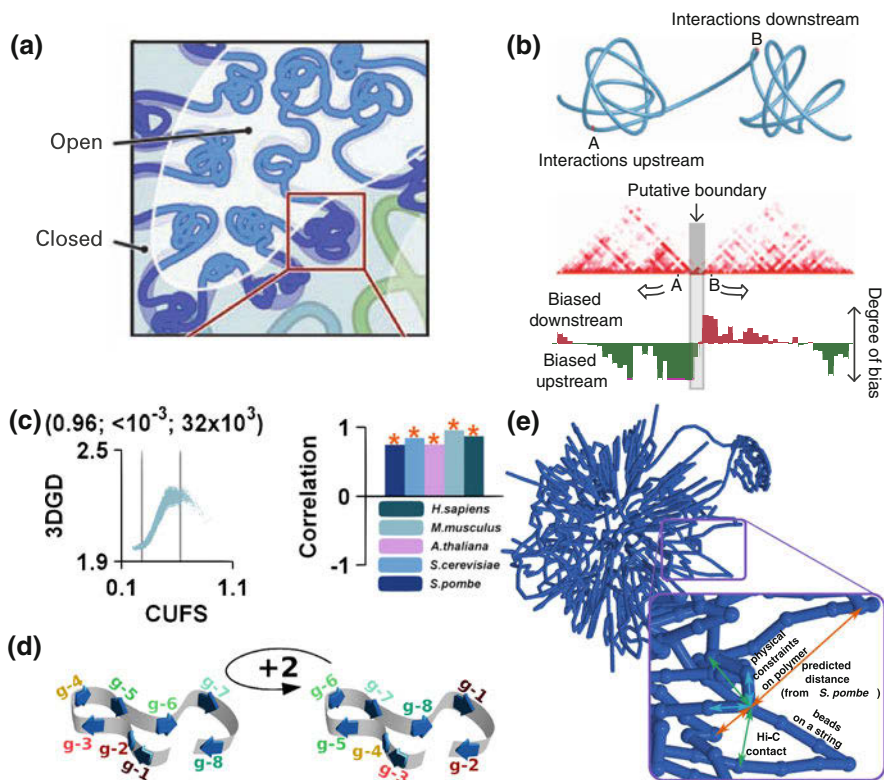 (a)
Open
Closed
(b)
Interactions downstream
B
A
Interactions upstream
Putative boundary
A
B
Biased
downstream
Biased
upstream
Degree of bias
(c)
(0.96; <10⁻³; 32x10³)
2.5
3DGD
1.9
0.1
1.1
CUFS
1
Correlation
0
-1
* * * * *
H.sapiens
M.musculus
A.thaliana
S.cerevisiae
S.pombe
(d)
+2
g-4
g-5
g-6
g-7
g-3
g-2
g-1
g-8
g-6
g-7
g-8
g-1
g-5
g-4
g-3
g-2
(e)
physical
constraints
on polymer
predicted
distance
(from S. pombe )
beads
on a string
Hi-C
contact